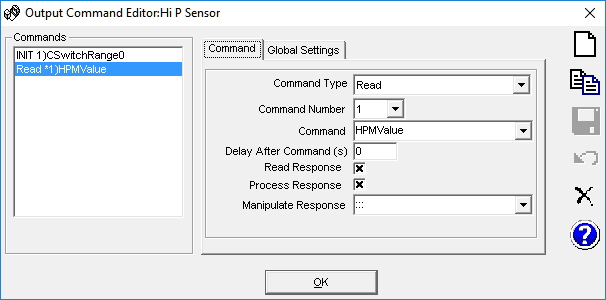 Output Command Editor:Hi P Sensor
Commands
INIT 1)CSwitchRange0
Read *1)HPMValue
Command
Global Settings
Command Type Read
Command Number 1
Command HPMValue
Delay After Command (s) 0
Read Response
Process Response
Manipulate Response :::
OK
?